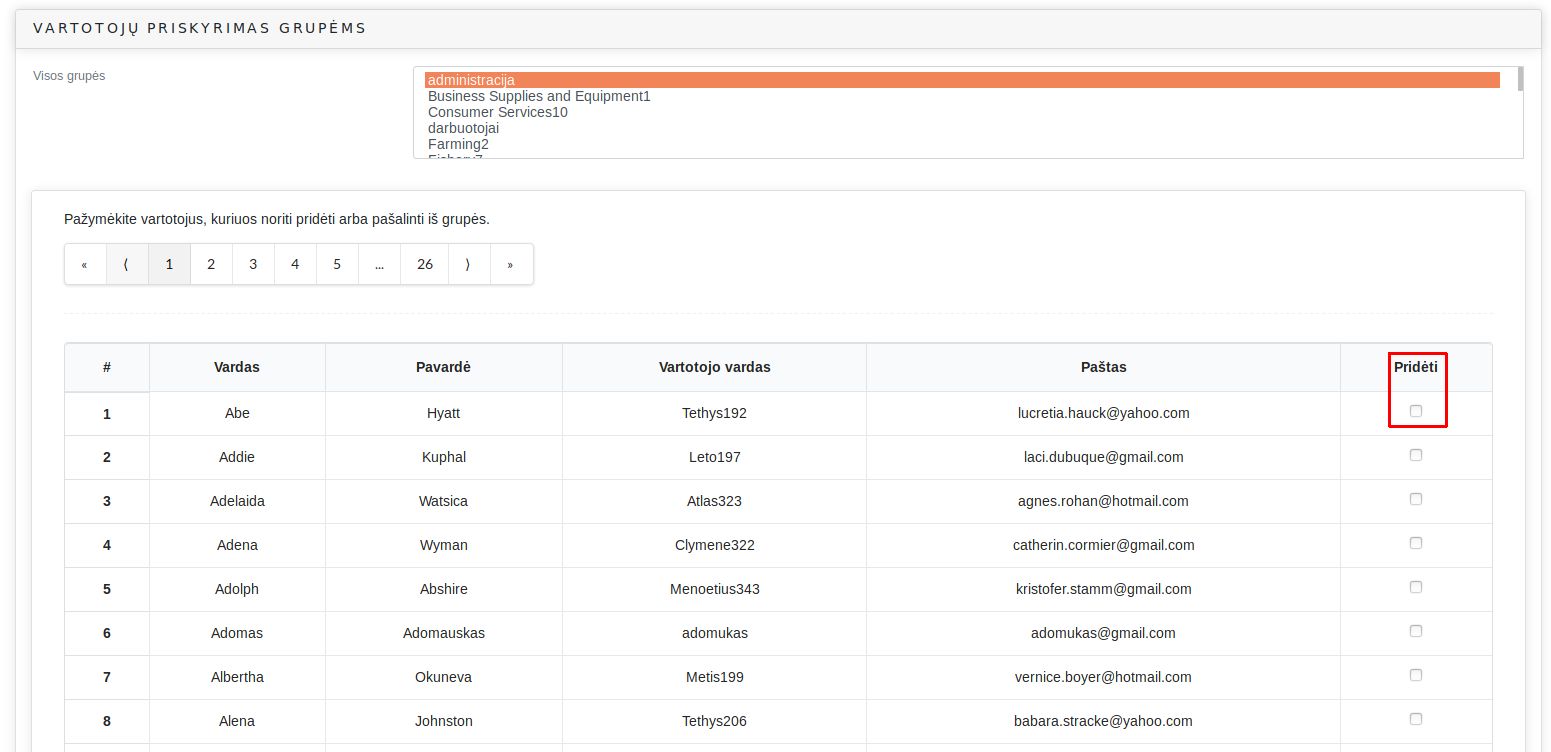 VARTOTOJŲ PRISKYRIMAS GRUPĖMS
Visos grupės
administracija
Business Supplies and Equipment1
Consumer Services10
darbuotojai
Farming2
Pažymėkite vartotojus, kuriuos noriti pridėti arba pašalinti iš grupės.
« ⟨ 1 2 3 4 5 ... 26 ⟩ »
# Vardas Pavardė Vartotojo vardas Paštas Pridėti
1 Abe Hyatt Tethys192 lucretia.hauck@yahoo.com
2 Addie Kuphal Leto197 laci.dubuque@gmail.com
3 Adelaida Watsica Atlas323 agnes.rohan@hotmail.com
4 Adena Wyman Clymene322 catherin.cormier@gmail.com
5 Adolph Abshire Menoetius343 kristofer.stamm@gmail.com
6 Adomas Adomauskas adomukas adomukas@gmail.com
7 Albertha Okuneva Metis199 vernice.boyer@hotmail.com
8 Alena Johnston Tethys206 babara.stracke@yahoo.com